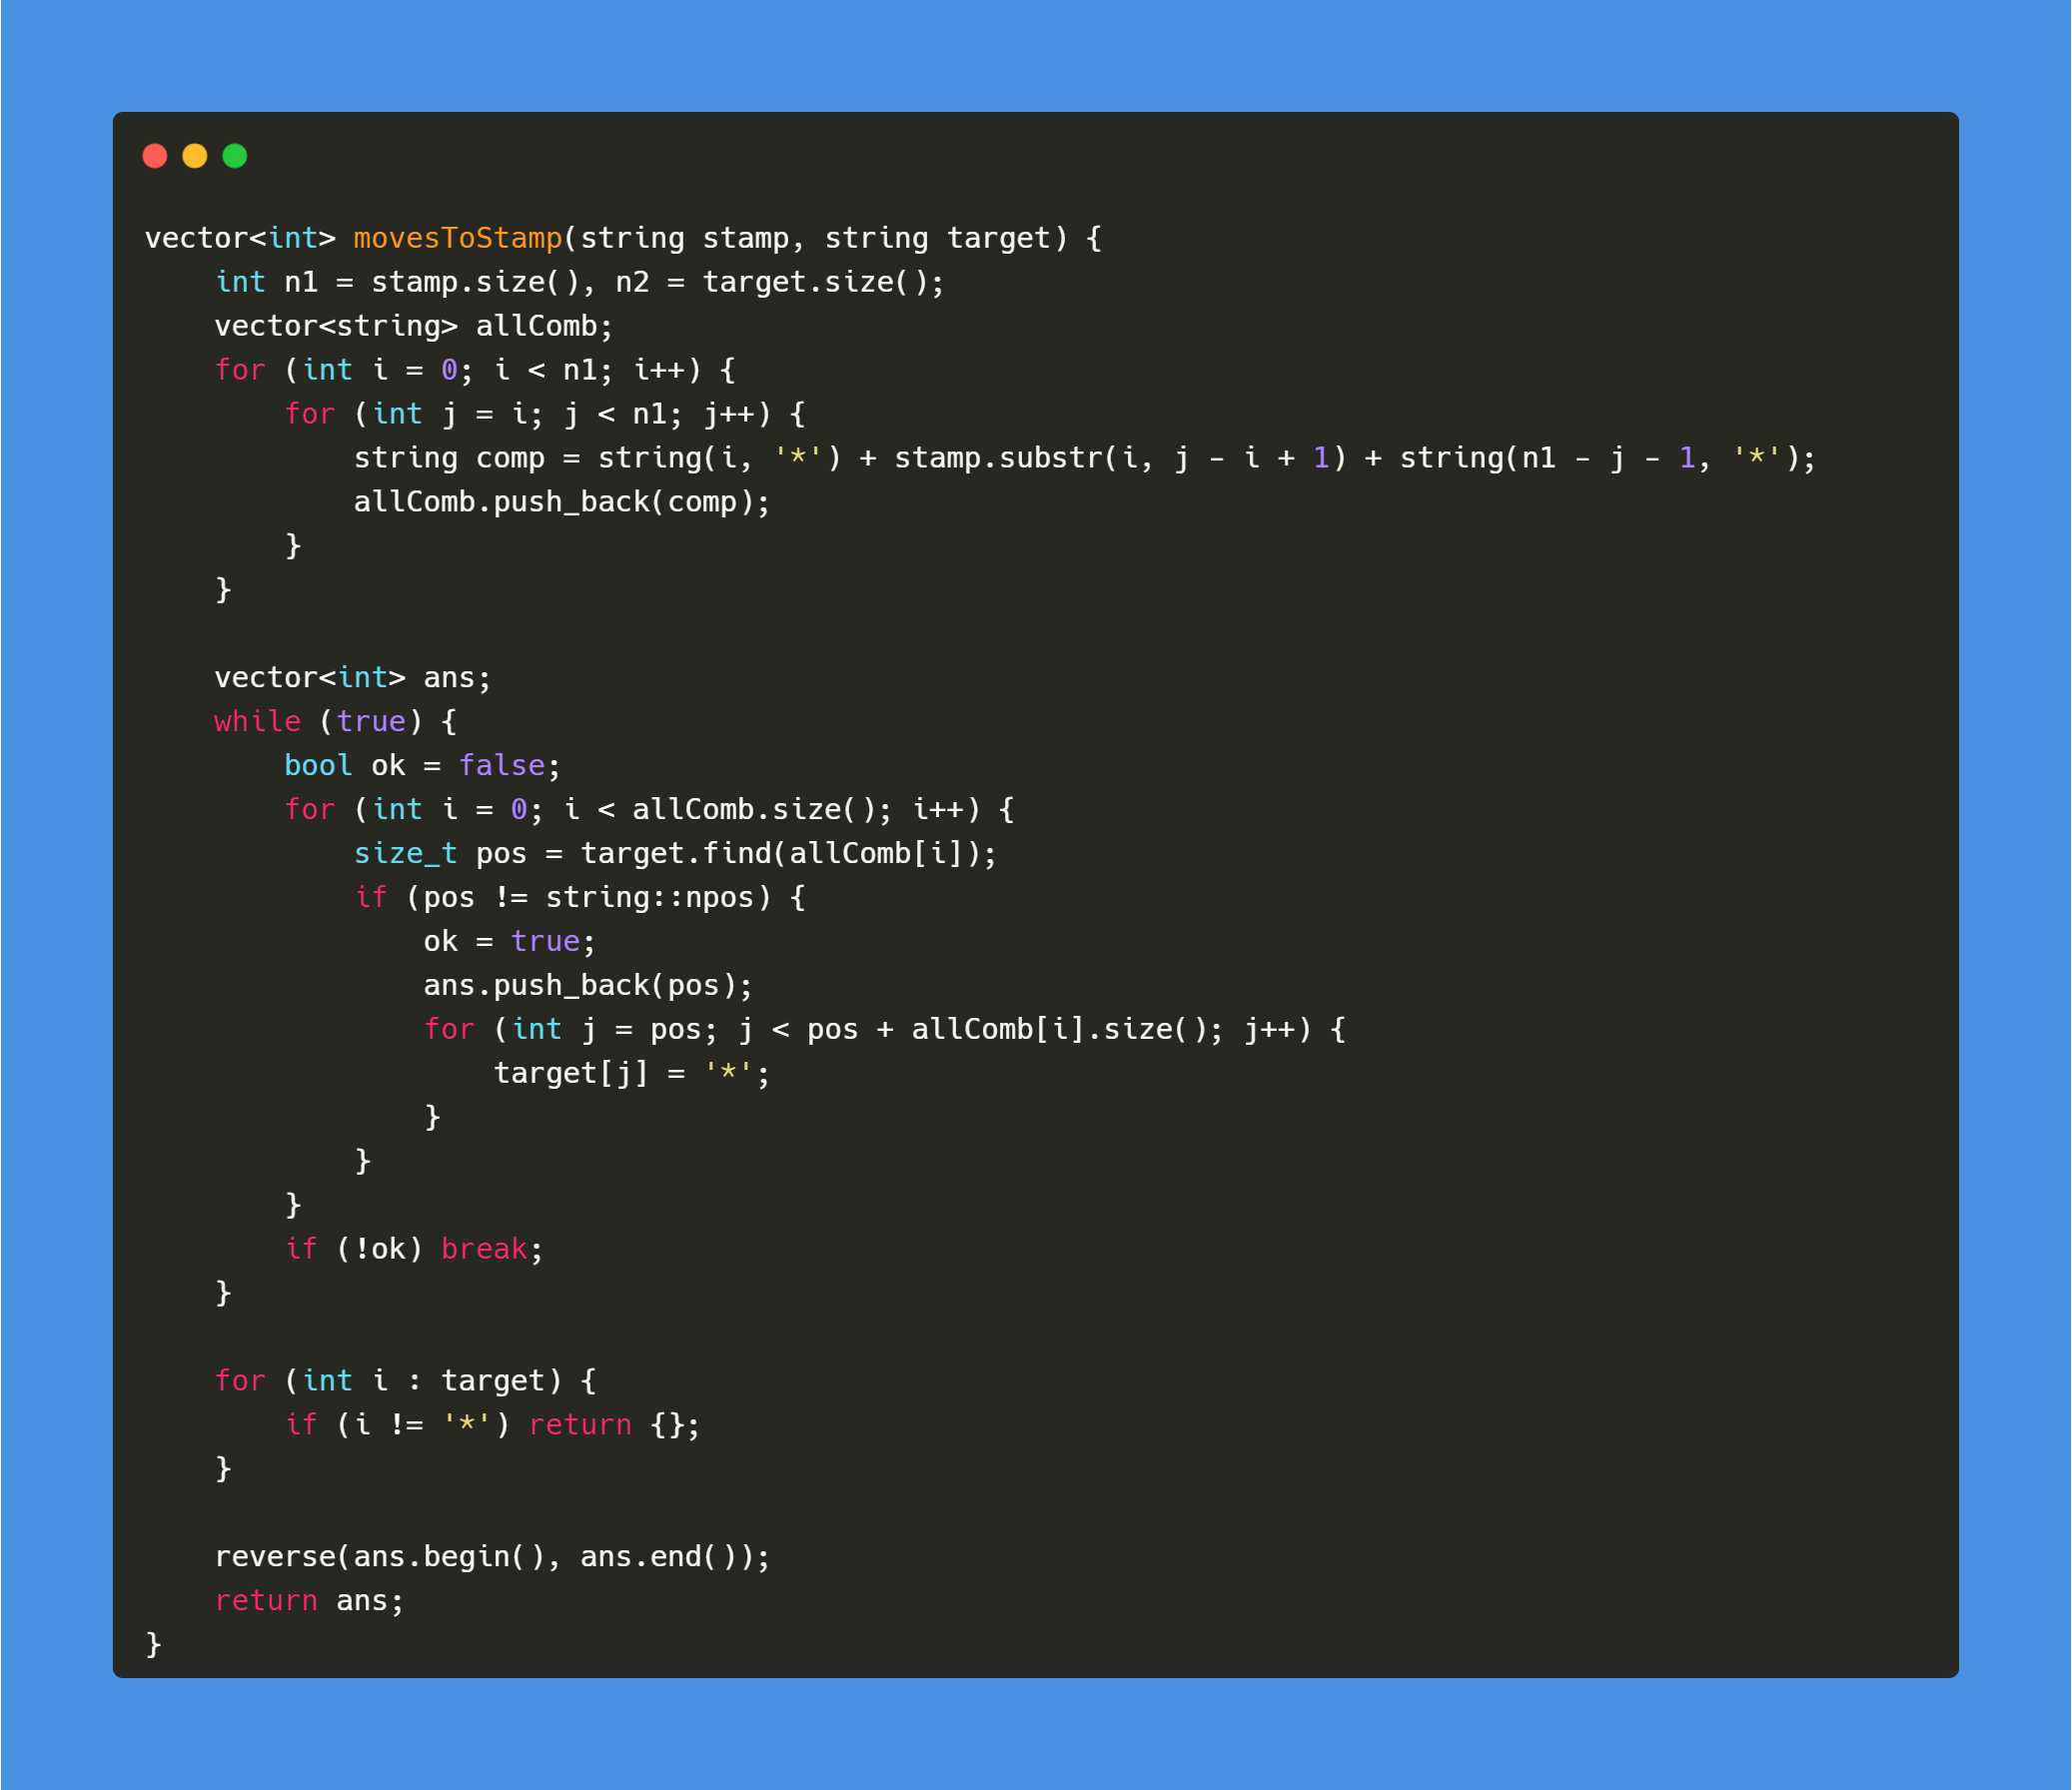 vector<int> movesToStamp(string stamp, string target) {
    int n1 = stamp.size(), n2 = target.size();
    vector<string> allComb;
    for (int i = 0; i < n1; i++) {
        for (int j = i; j < n1; j++) {
            string comp = string(i, '*') + stamp.substr(i, j - i + 1) + string(n1 - j - 1, '*');
            allComb.push_back(comp);
        }
    }

    vector<int> ans;
    while (true) {
        bool ok = false;
        for (int i = 0; i < allComb.size(); i++) {
            size_t pos = target.find(allComb[i]);
            if (pos != string::npos) {
                ok = true;
                ans.push_back(pos);
                for (int j = pos; j < pos + allComb[i].size(); j++) {
                    target[j] = '*';
                }
            }
        }
        if (!ok) break;
    }

    for (int i : target) {
        if (i != '*') return {};
    }

    reverse(ans.begin(), ans.end());
    return ans;
}